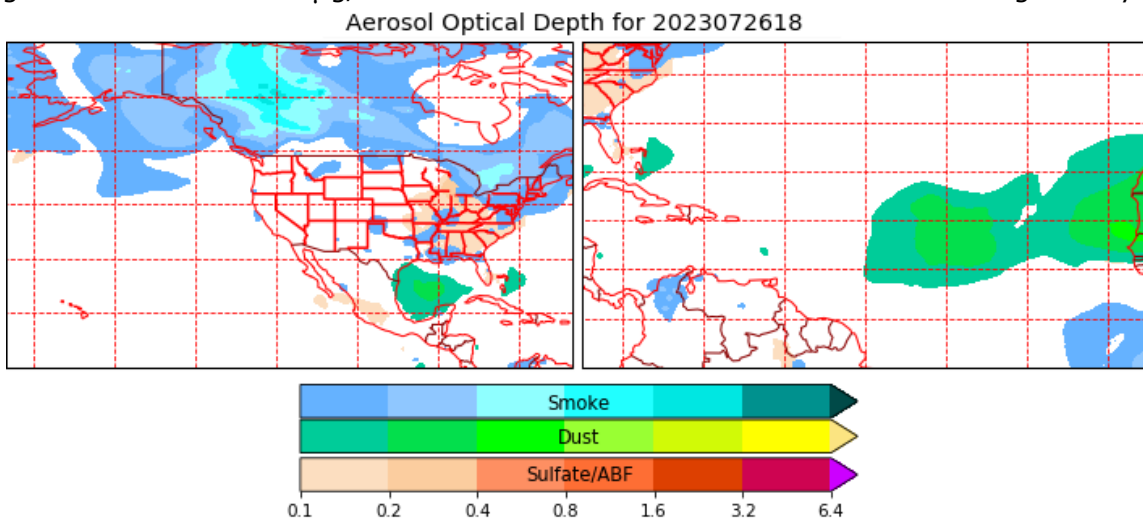 Aerosol Optical Depth for 2023072618
Smoke
Dust
Sulfate/ABF
0.1 0.2 0.4 0.8 1.6 3.2 6.4